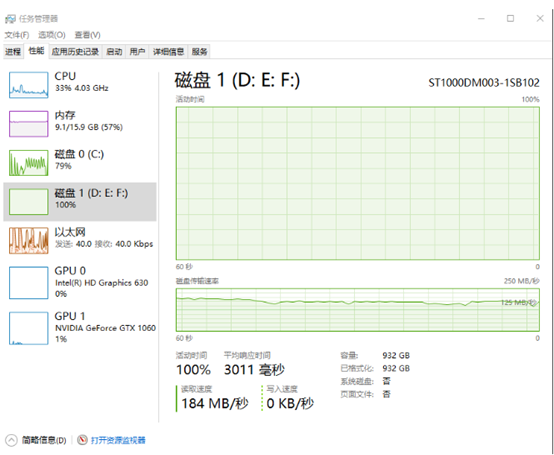 任务管理器
文件(F) 选项(O) 查看(V)
进程 性能 应用历史记录 启动 用户 详细信息 服务
CPU
33% 4.03 GHz
内存
9.1/15.9 GB (57%)
磁盘 0 (C:)
79%
磁盘 1 (D: E: F:)
100%
以太网
发送: 40.0 接收: 40.0 Kbps
GPU 0
Intel(R) HD Graphics 630
0%
GPU 1
NVIDIA GeForce GTX 1060
1%
磁盘 1 (D: E: F:)
ST1000DM003-1SB102
活动时间 100%
60 秒 0
磁盘传输速率 250 MB/秒
125 MB/秒
60 秒 0
活动时间 平均响应时间
100% 3011 毫秒
读取速度 写入速度
184 MB/秒 0 KB/秒
容量: 932 GB
已格式化: 932 GB
系统磁盘: 否
页面文件: 否
简略信息(D) 打开资源监视器